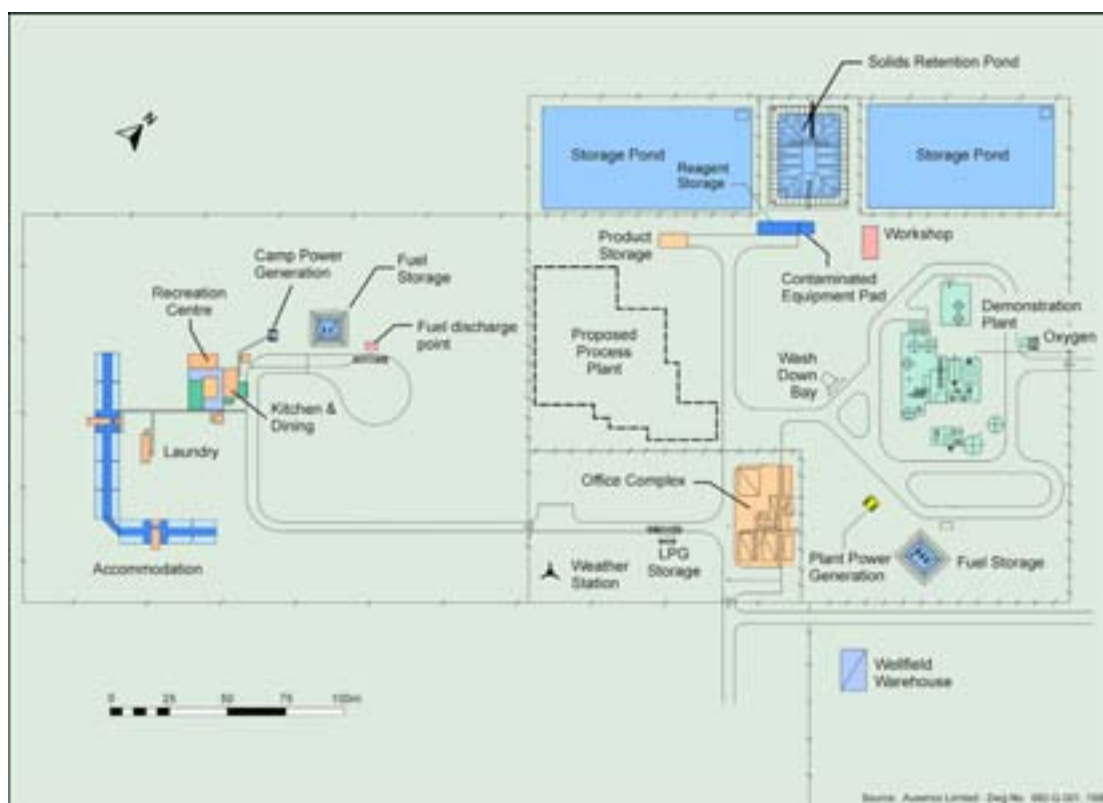 Solids Retention Pond
N
Storage Pond
Storage Pond
Reagent
Storage
Product
Storage
Workshop
Contaminated
Equipment Pad
Camp Power
Generation
Fuel
Storage
Recreation
Centre
Fuel discharge
point
Demonstration
Plant
Oxygen
Proposed
Process
Plant
Wash
Down
Bay
Kitchen &
Dining
Laundry
Office Complex
Accommodation
Weather
Station
LPG
Storage
Plant Power
Generation
Fuel Storage
Wellfield
Warehouse
0 25 50 75 100m
Source: